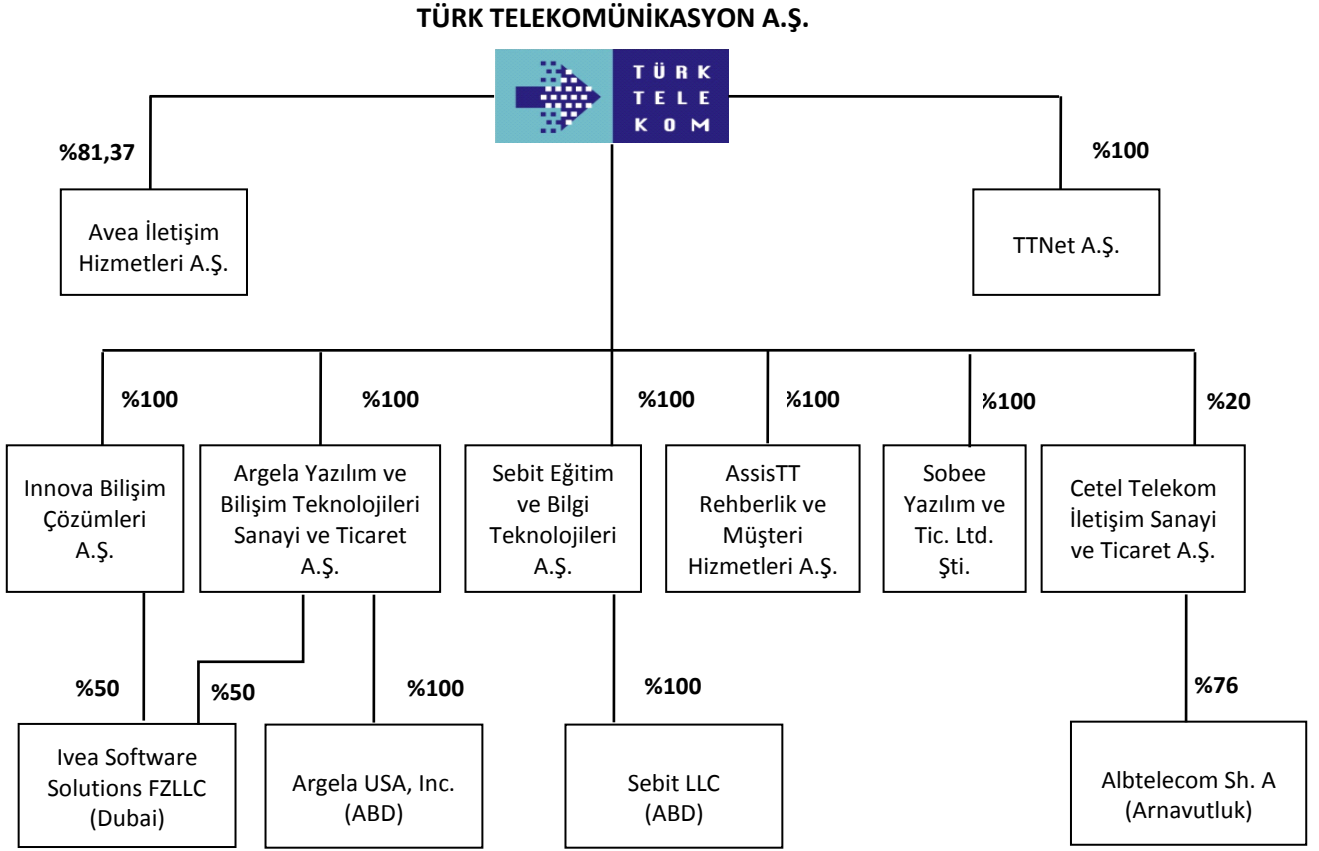 TÜRK TELEKOMÜNİKASYON A.Ş.
TÜRK
TELE
KOM
%81,37
%100
Avea İletişim
Hizmetleri A.Ş.
TTNet A.Ş.
%100
%100
%100
%100
%100
%20
Innova Bilişim
Çözümleri
A.Ş.
Argela Yazılım ve
Bilişim Teknolojileri
Sanayi ve Ticaret
A.Ş.
Sebit Eğitim
ve Bilgi
Teknolojileri
A.Ş.
AssisTT
Rehberlik ve
Müşteri
Hizmetleri A.Ş.
Sobee
Yazılım ve
Tic. Ltd.
Şti.
Cetel Telekom
İletişim Sanayi
ve Ticaret A.Ş.
%50
%50
%100
%100
%76
Ivea Software
Solutions FZLLC
(Dubai)
Argela USA, Inc.
(ABD)
Sebit LLC
(ABD)
Albtelecom Sh. A
(Arnavutluk)